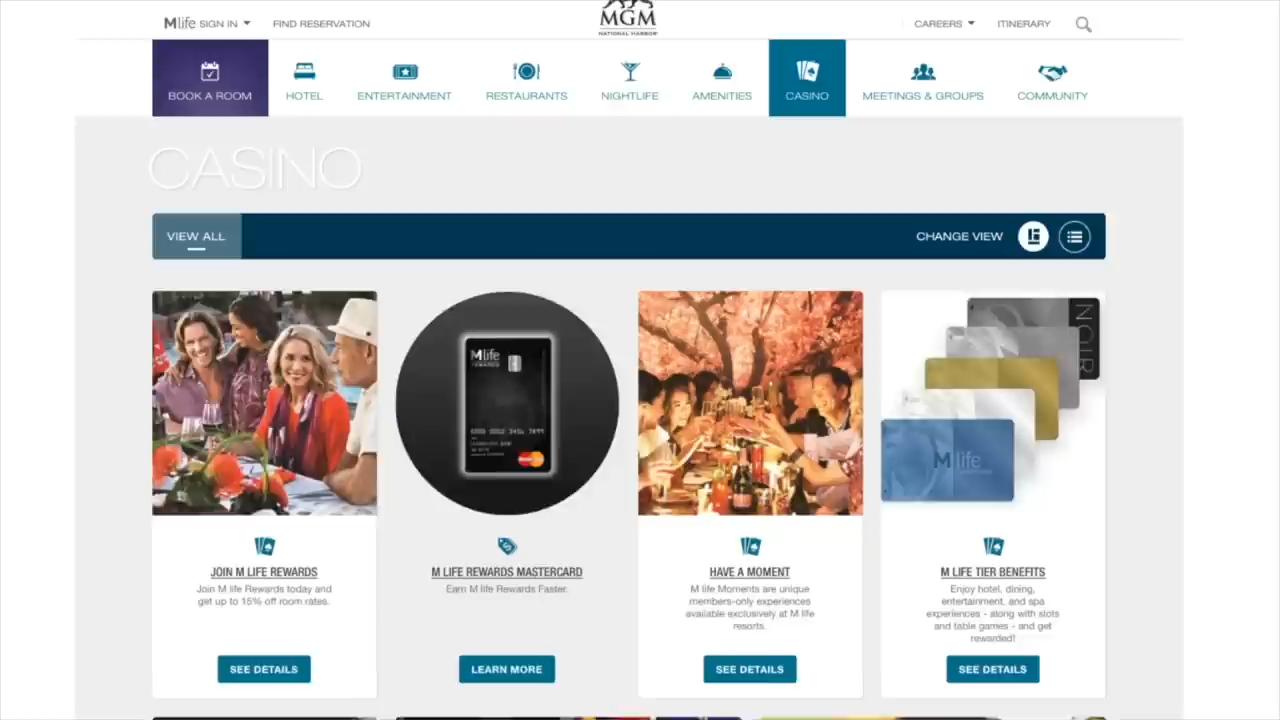 Mlife SIGN IN
FIND RESERVATION
MGM
NATIONAL HARBOR
CAREERS
ITINERARY
BOOK A ROOM
HOTEL
ENTERTAINMENT
RESTAURANTS
NIGHTLIFE
AMENITIES
CASINO
MEETINGS & GROUPS
COMMUNITY
CASINO
VIEW ALL
CHANGE VIEW
Mlife
REWARDS
NOIR
M life
JOIN M LIFE REWARDS
Join M life Rewards today and
get up to 15% off room rates.
SEE DETAILS
M LIFE REWARDS MASTERCARD
Earn M life Rewards Faster.
LEARN MORE
HAVE A MOMENT
M life Moments are unique
members-only experiences
available exclusively at M life
resorts.
SEE DETAILS
M LIFE TIER BENEFITS
Enjoy hotel, dining,
entertainment, and spa
experiences - along with slots
and table games - and get
rewarded!
SEE DETAILS